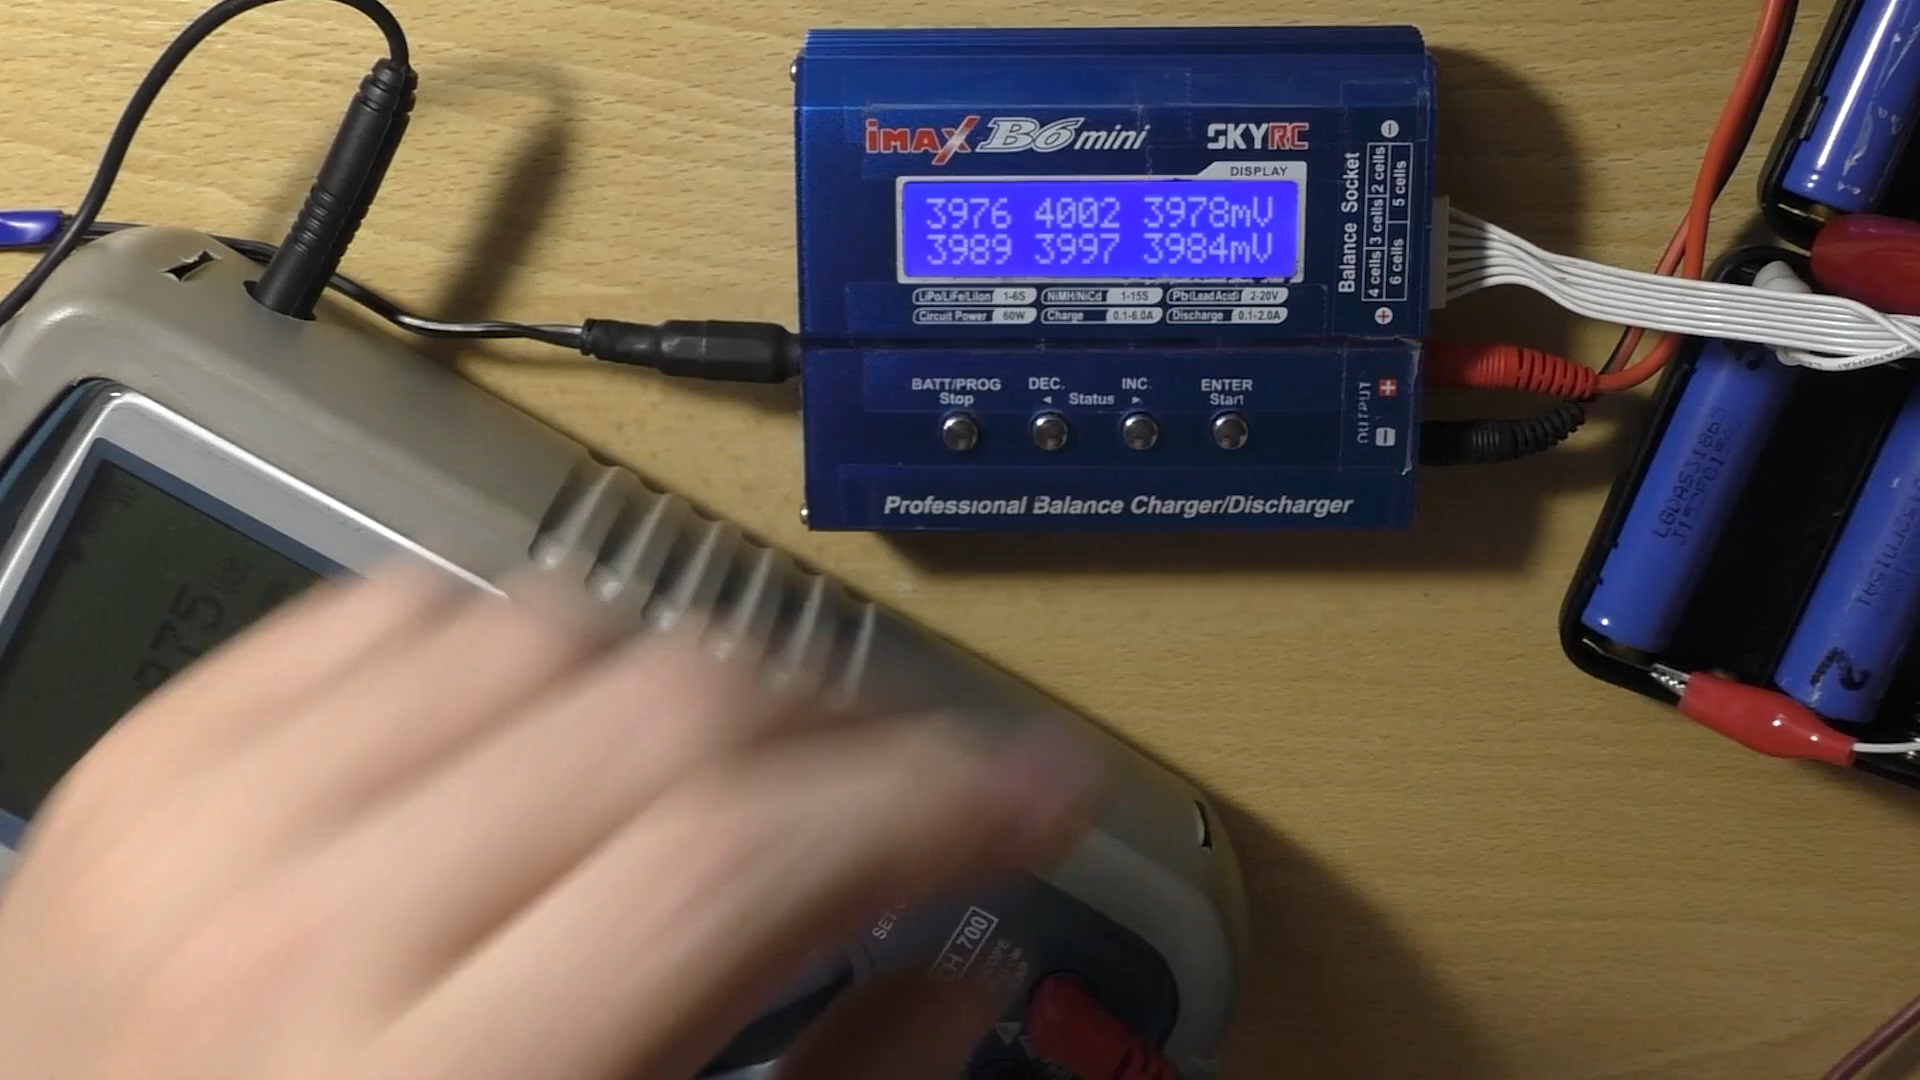 iMAX B6 mini SKYRC
DISPLAY
3976 4002 3978mV
3989 3997 3984mV
LiPo/LiFe/LiIon 1-6S NiMH/NiCd 1-15S Pb(Lead Acid) 2-20V
Circuit Power 60W Charge 0.1-6.0A Discharge 0.1-2.0A
BATT/PROG DEC. INC. ENTER
Stop ◄ Status ► Start
Professional Balance Charger/Discharger
Balance Socket
4 cells 3 cells 2 cells
6 cells 5 cells
OUTPUT
2
700